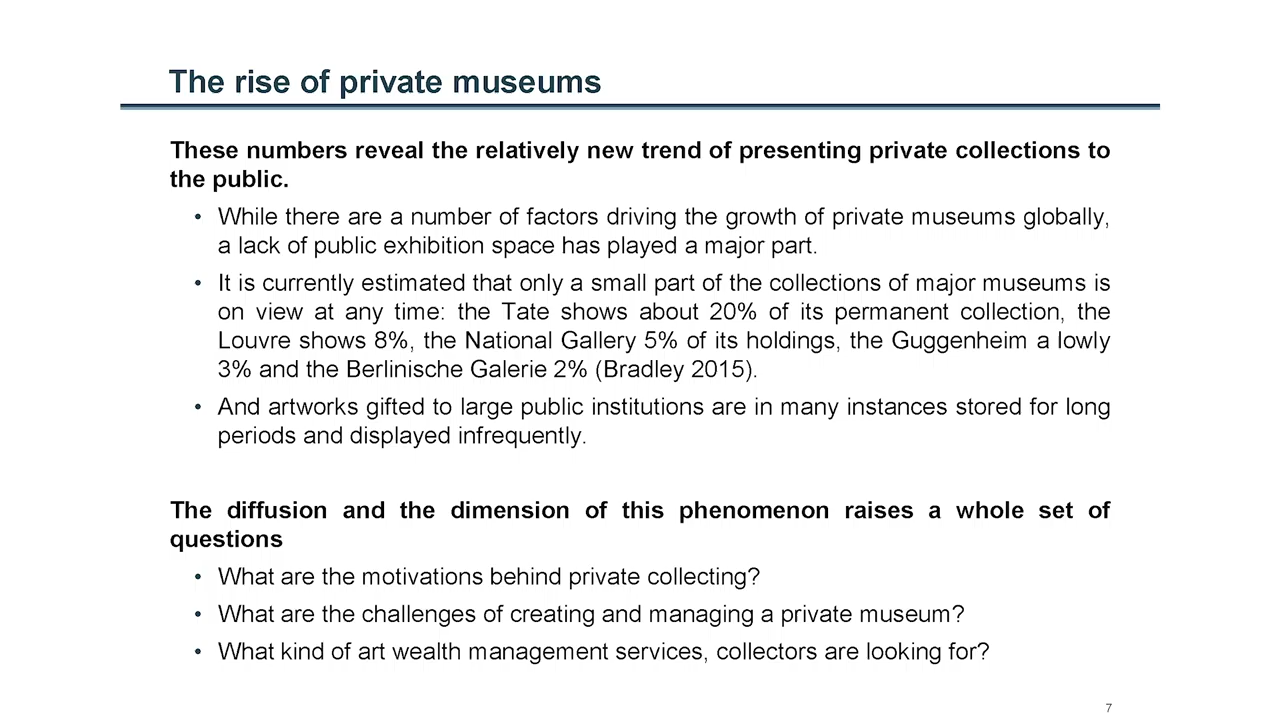 The rise of private museums
These numbers reveal the relatively new trend of presenting private collections to
the public.
• While there are a number of factors driving the growth of private museums globally,
a lack of public exhibition space has played a major part.
• It is currently estimated that only a small part of the collections of major museums is
on view at any time: the Tate shows about 20% of its permanent collection, the
Louvre shows 8%, the National Gallery 5% of its holdings, the Guggenheim a lowly
3% and the Berlinische Galerie 2% (Bradley 2015).
• And artworks gifted to large public institutions are in many instances stored for long
periods and displayed infrequently.
The diffusion and the dimension of this phenomenon raises a whole set of
questions
• What are the motivations behind private collecting?
• What are the challenges of creating and managing a private museum?
• What kind of art wealth management services, collectors are looking for?
7